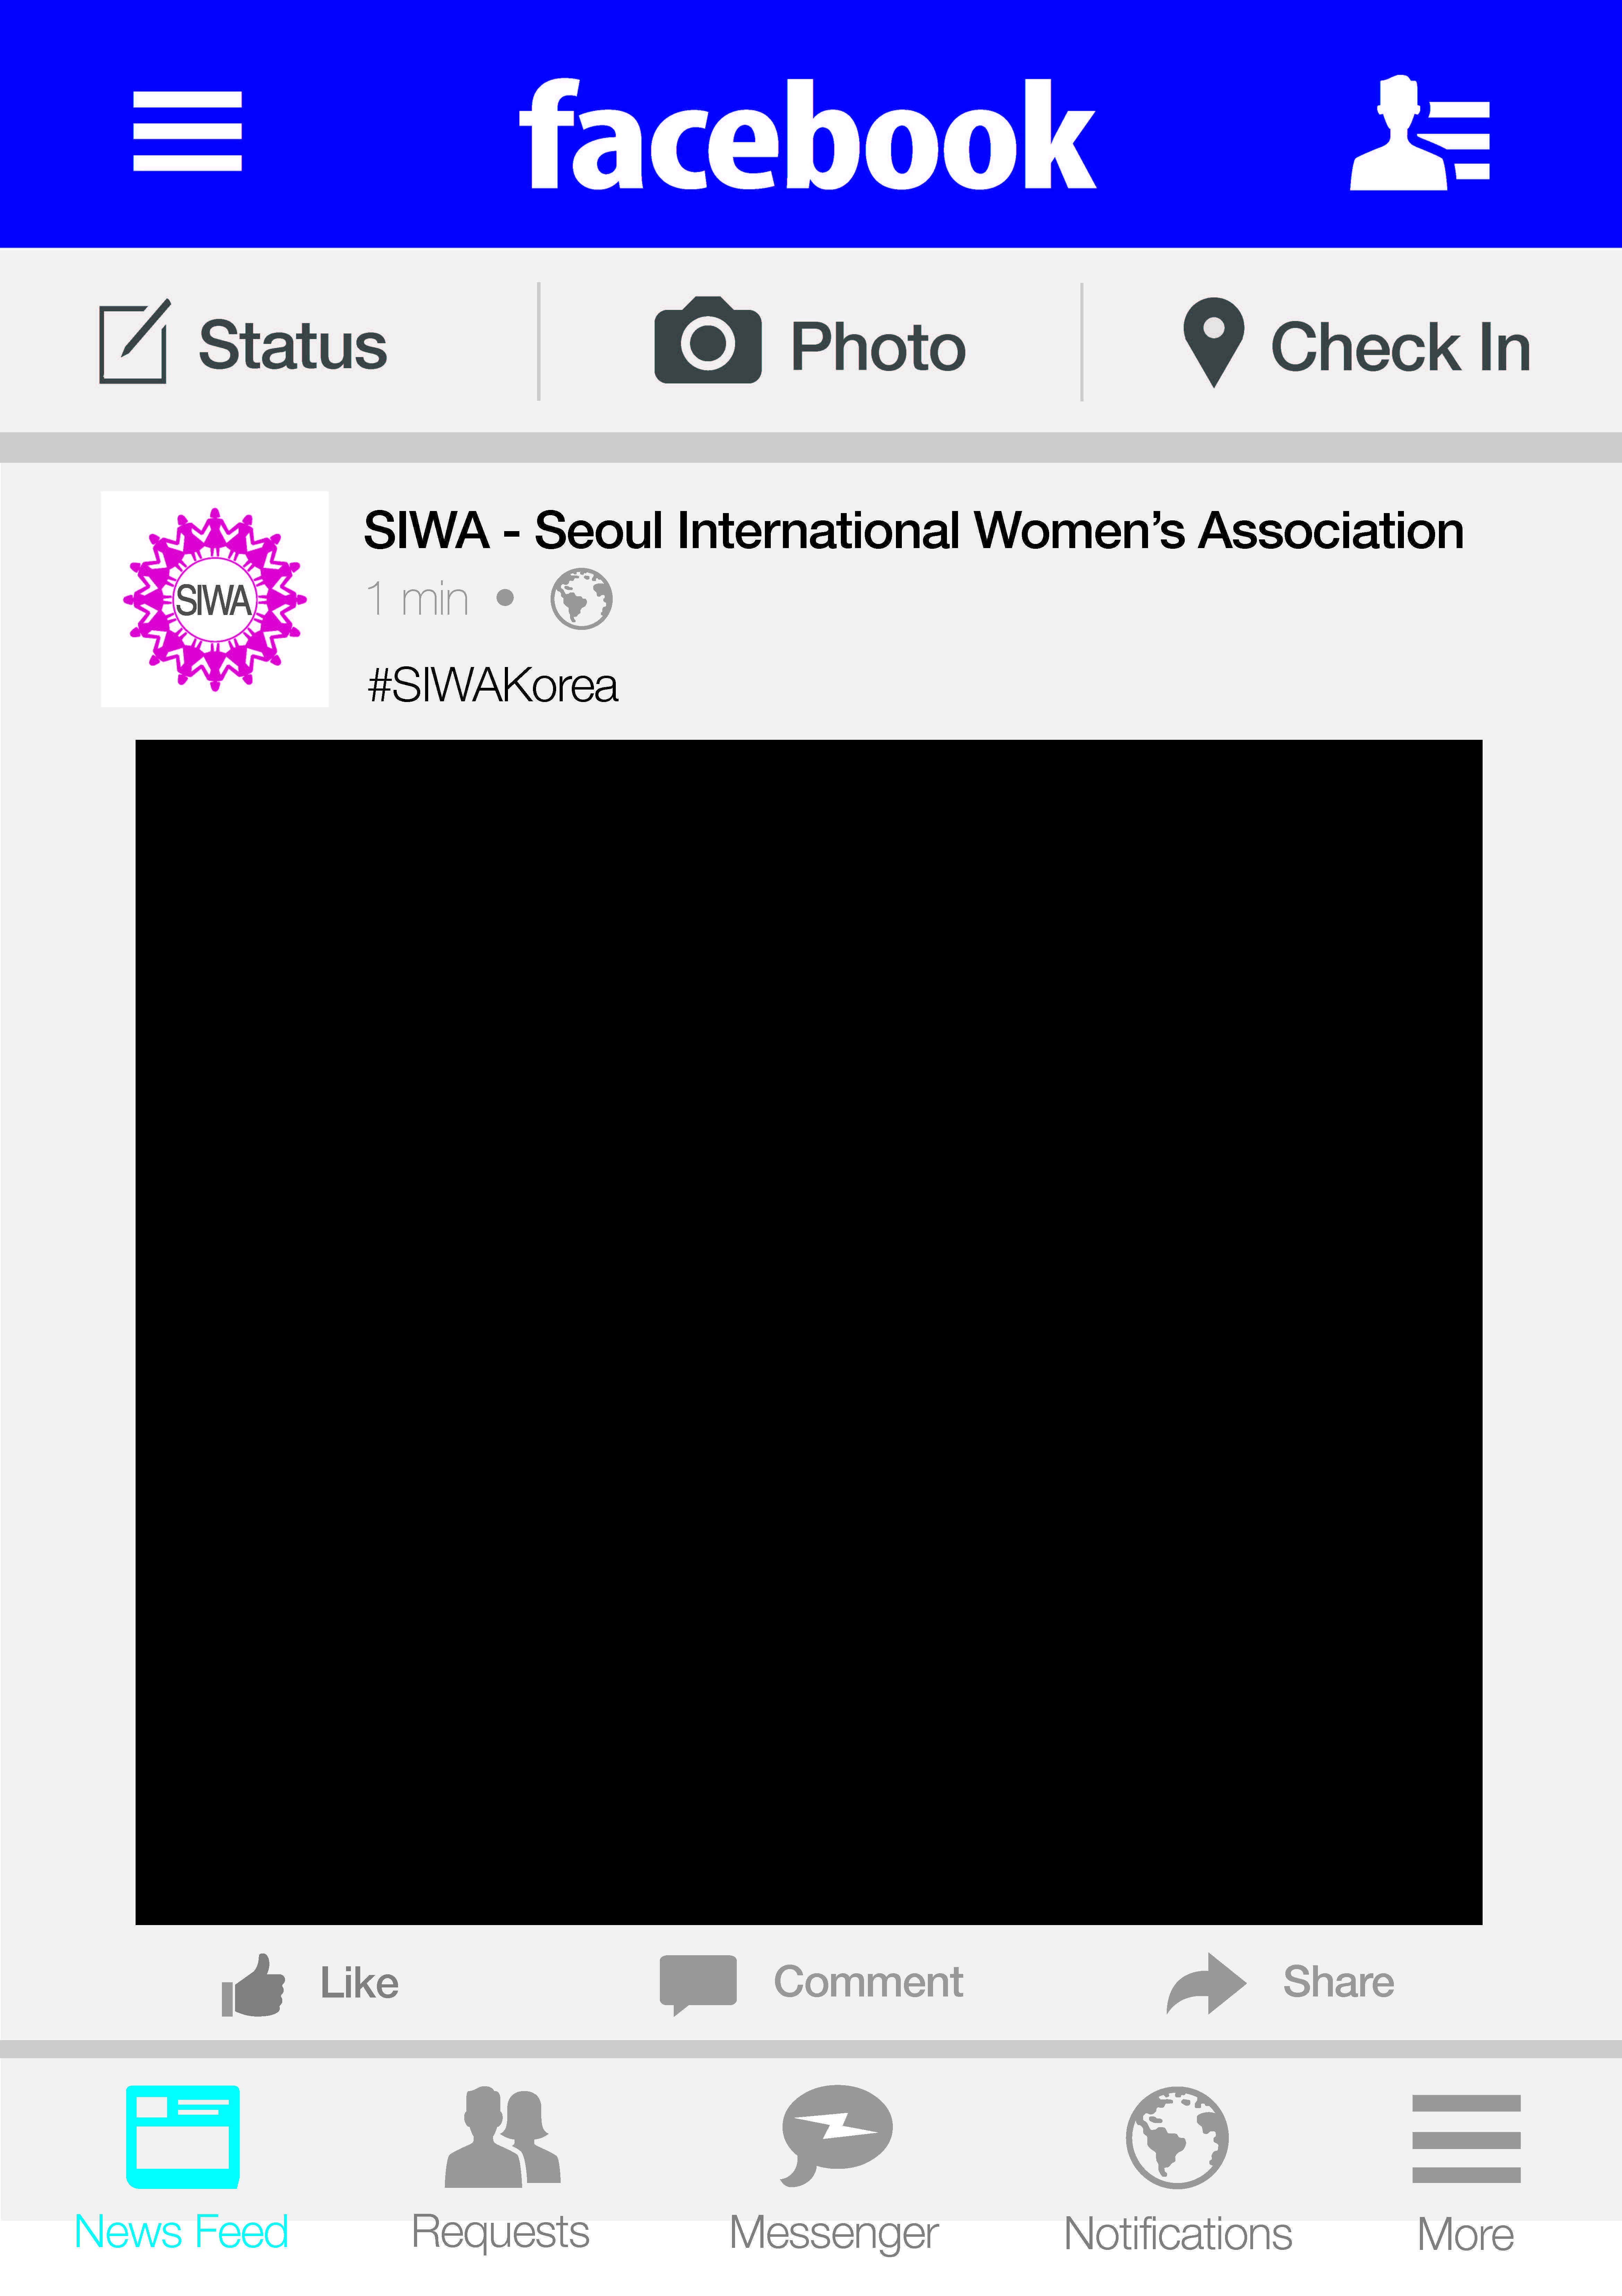 facebook
Status
Photo
Check In
SIWA - Seoul International Women's Association
SIWA
1 min •
#SIWAKorea
Like
Comment
Share
News Feed
Requests
Messenger
Notifications
More